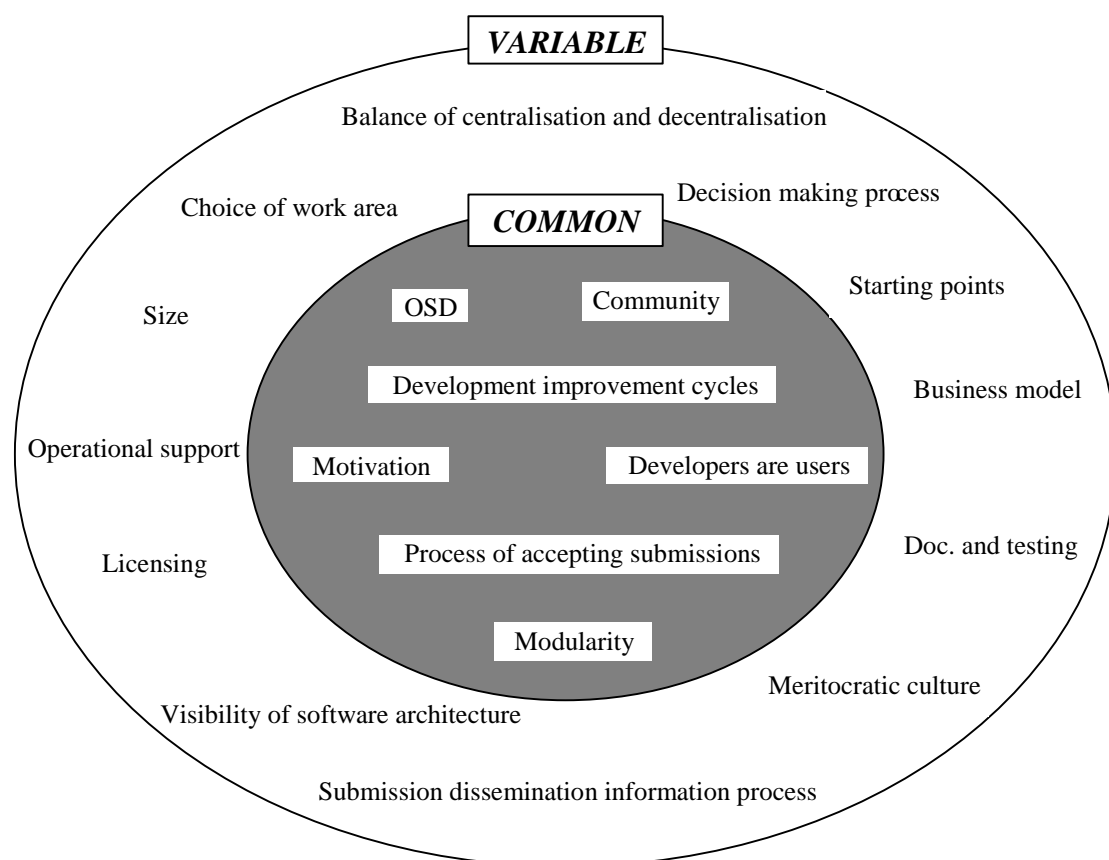 VARIABLE
Balance of centralisation and decentralisation
Choice of work area
Decision making process
COMMON
Size
OSD
Community
Starting points
Development improvement cycles
Business model
Operational support
Motivation
Developers are users
Licensing
Process of accepting submissions
Doc. and testing
Modularity
Meritocratic culture
Visibility of software architecture
Submission dissemination information process